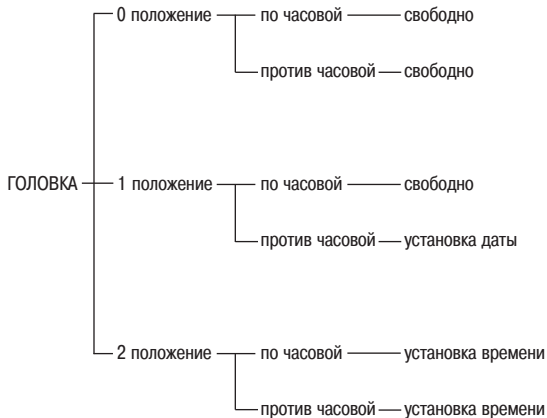 0 положение по часовой свободно
против часовой свободно
ГОЛОВКА 1 положение по часовой свободно
против часовой установка даты
2 положение по часовой установка времени
против часовой установка времени